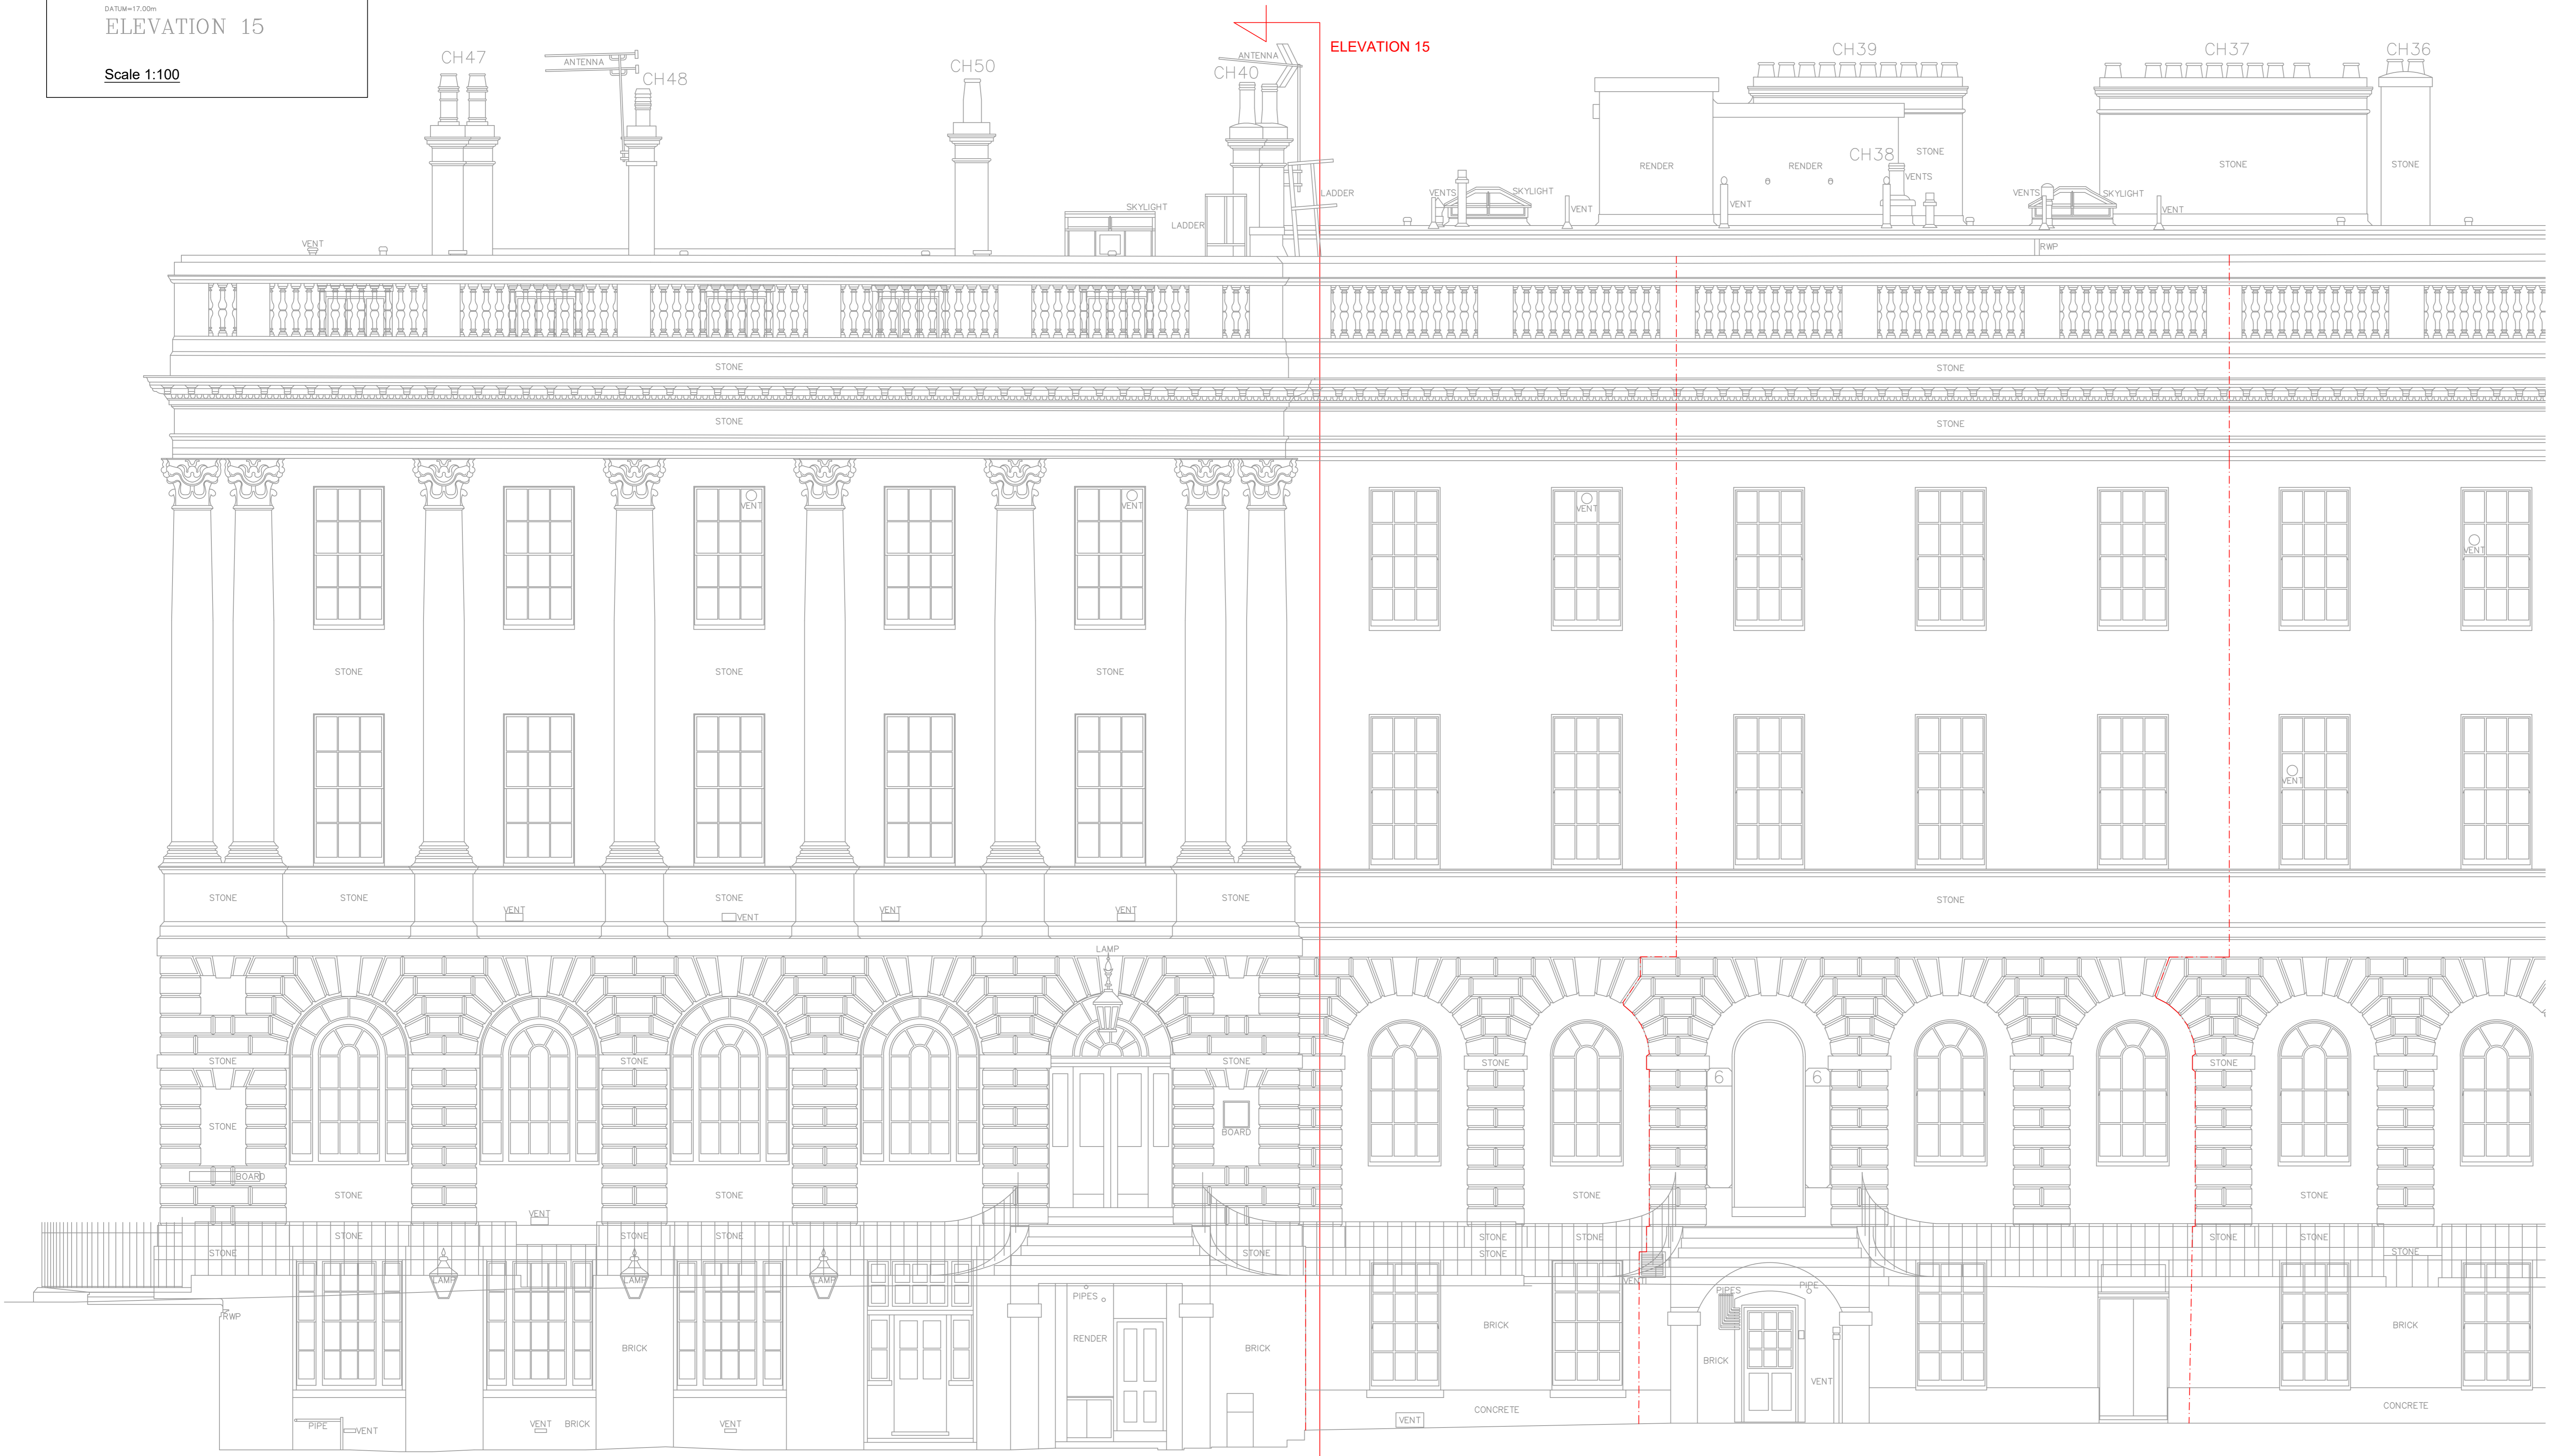 DATUM=17.00m
ELEVATION 15
Scale 1:100
ELEVATION 15
CH47
ANTENNA
CH48
CH50
CH40
ANTENNA
CH39
CH37
CH36
CH38
RENDER
RENDER
STONE
STONE
STONE
VENT
SKYLIGHT
LADDER
LADDER
VENTS
SKYLIGHT
VENT
VENT
VENTS
VENTS
SKYLIGHT
VENT
RWP
STONE
STONE
STONE
STONE
VENT
VENT
VENT
VENT
STONE
STONE
STONE
VENT
STONE
STONE
STONE
STONE
STONE
VENT
VENT
VENT
VENT
LAMP
STONE
STONE
STONE
STONE
STONE
6
6
STONE
BOARD
BOARD
STONE
STONE
STONE
STONE
VENT
STONE
STONE
STONE
STONE
STONE
STONE
STONE
STONE
STONE
STONE
STONE
STONE
LAMP
LAMP
LAMP
VENT
RWP
PIPES
PIPES
PIPE
BRICK
RENDER
BRICK
BRICK
BRICK
BRICK
VENT
PIPE
VENT
VENT
BRICK
VENT
VENT
CONCRETE
CONCRETE